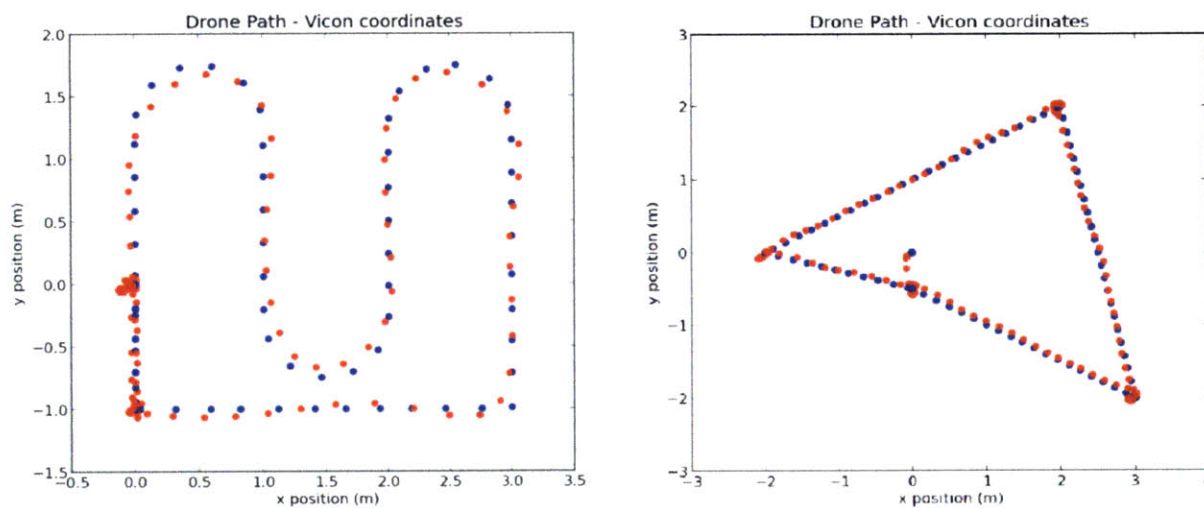 Drone Path - Vicon coordinates
2.0
1.5
1.0
0.5
0.0
−0.5
−1.0
−1.5
y position (m)
−0.5 0.0 0.5 1.0 1.5 2.0 2.5 3.0 3.5
x position (m)
Drone Path - Vicon coordinates
3
2
1
0
−1
−2
−3
y position (m)
−3 −2 −1 0 1 2 3
x position (m)